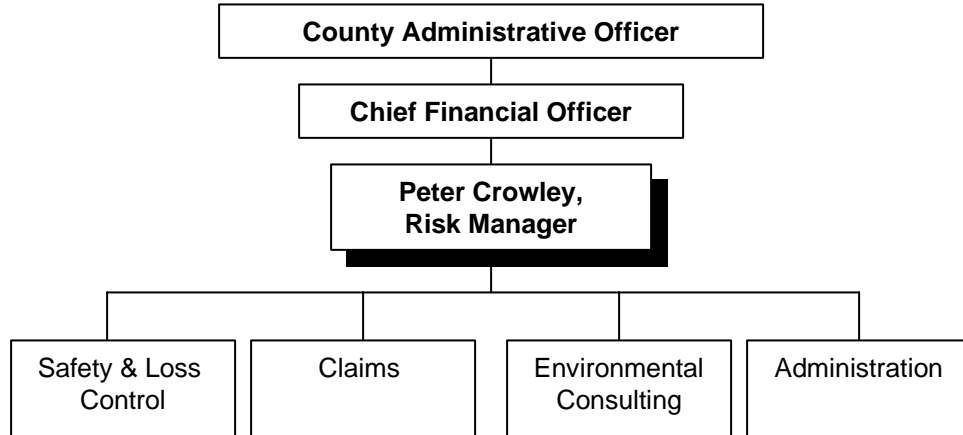 County Administrative Officer
Chief Financial Officer
Peter Crowley,
Risk Manager
Safety & Loss
Control
Claims
Environmental
Consulting
Administration